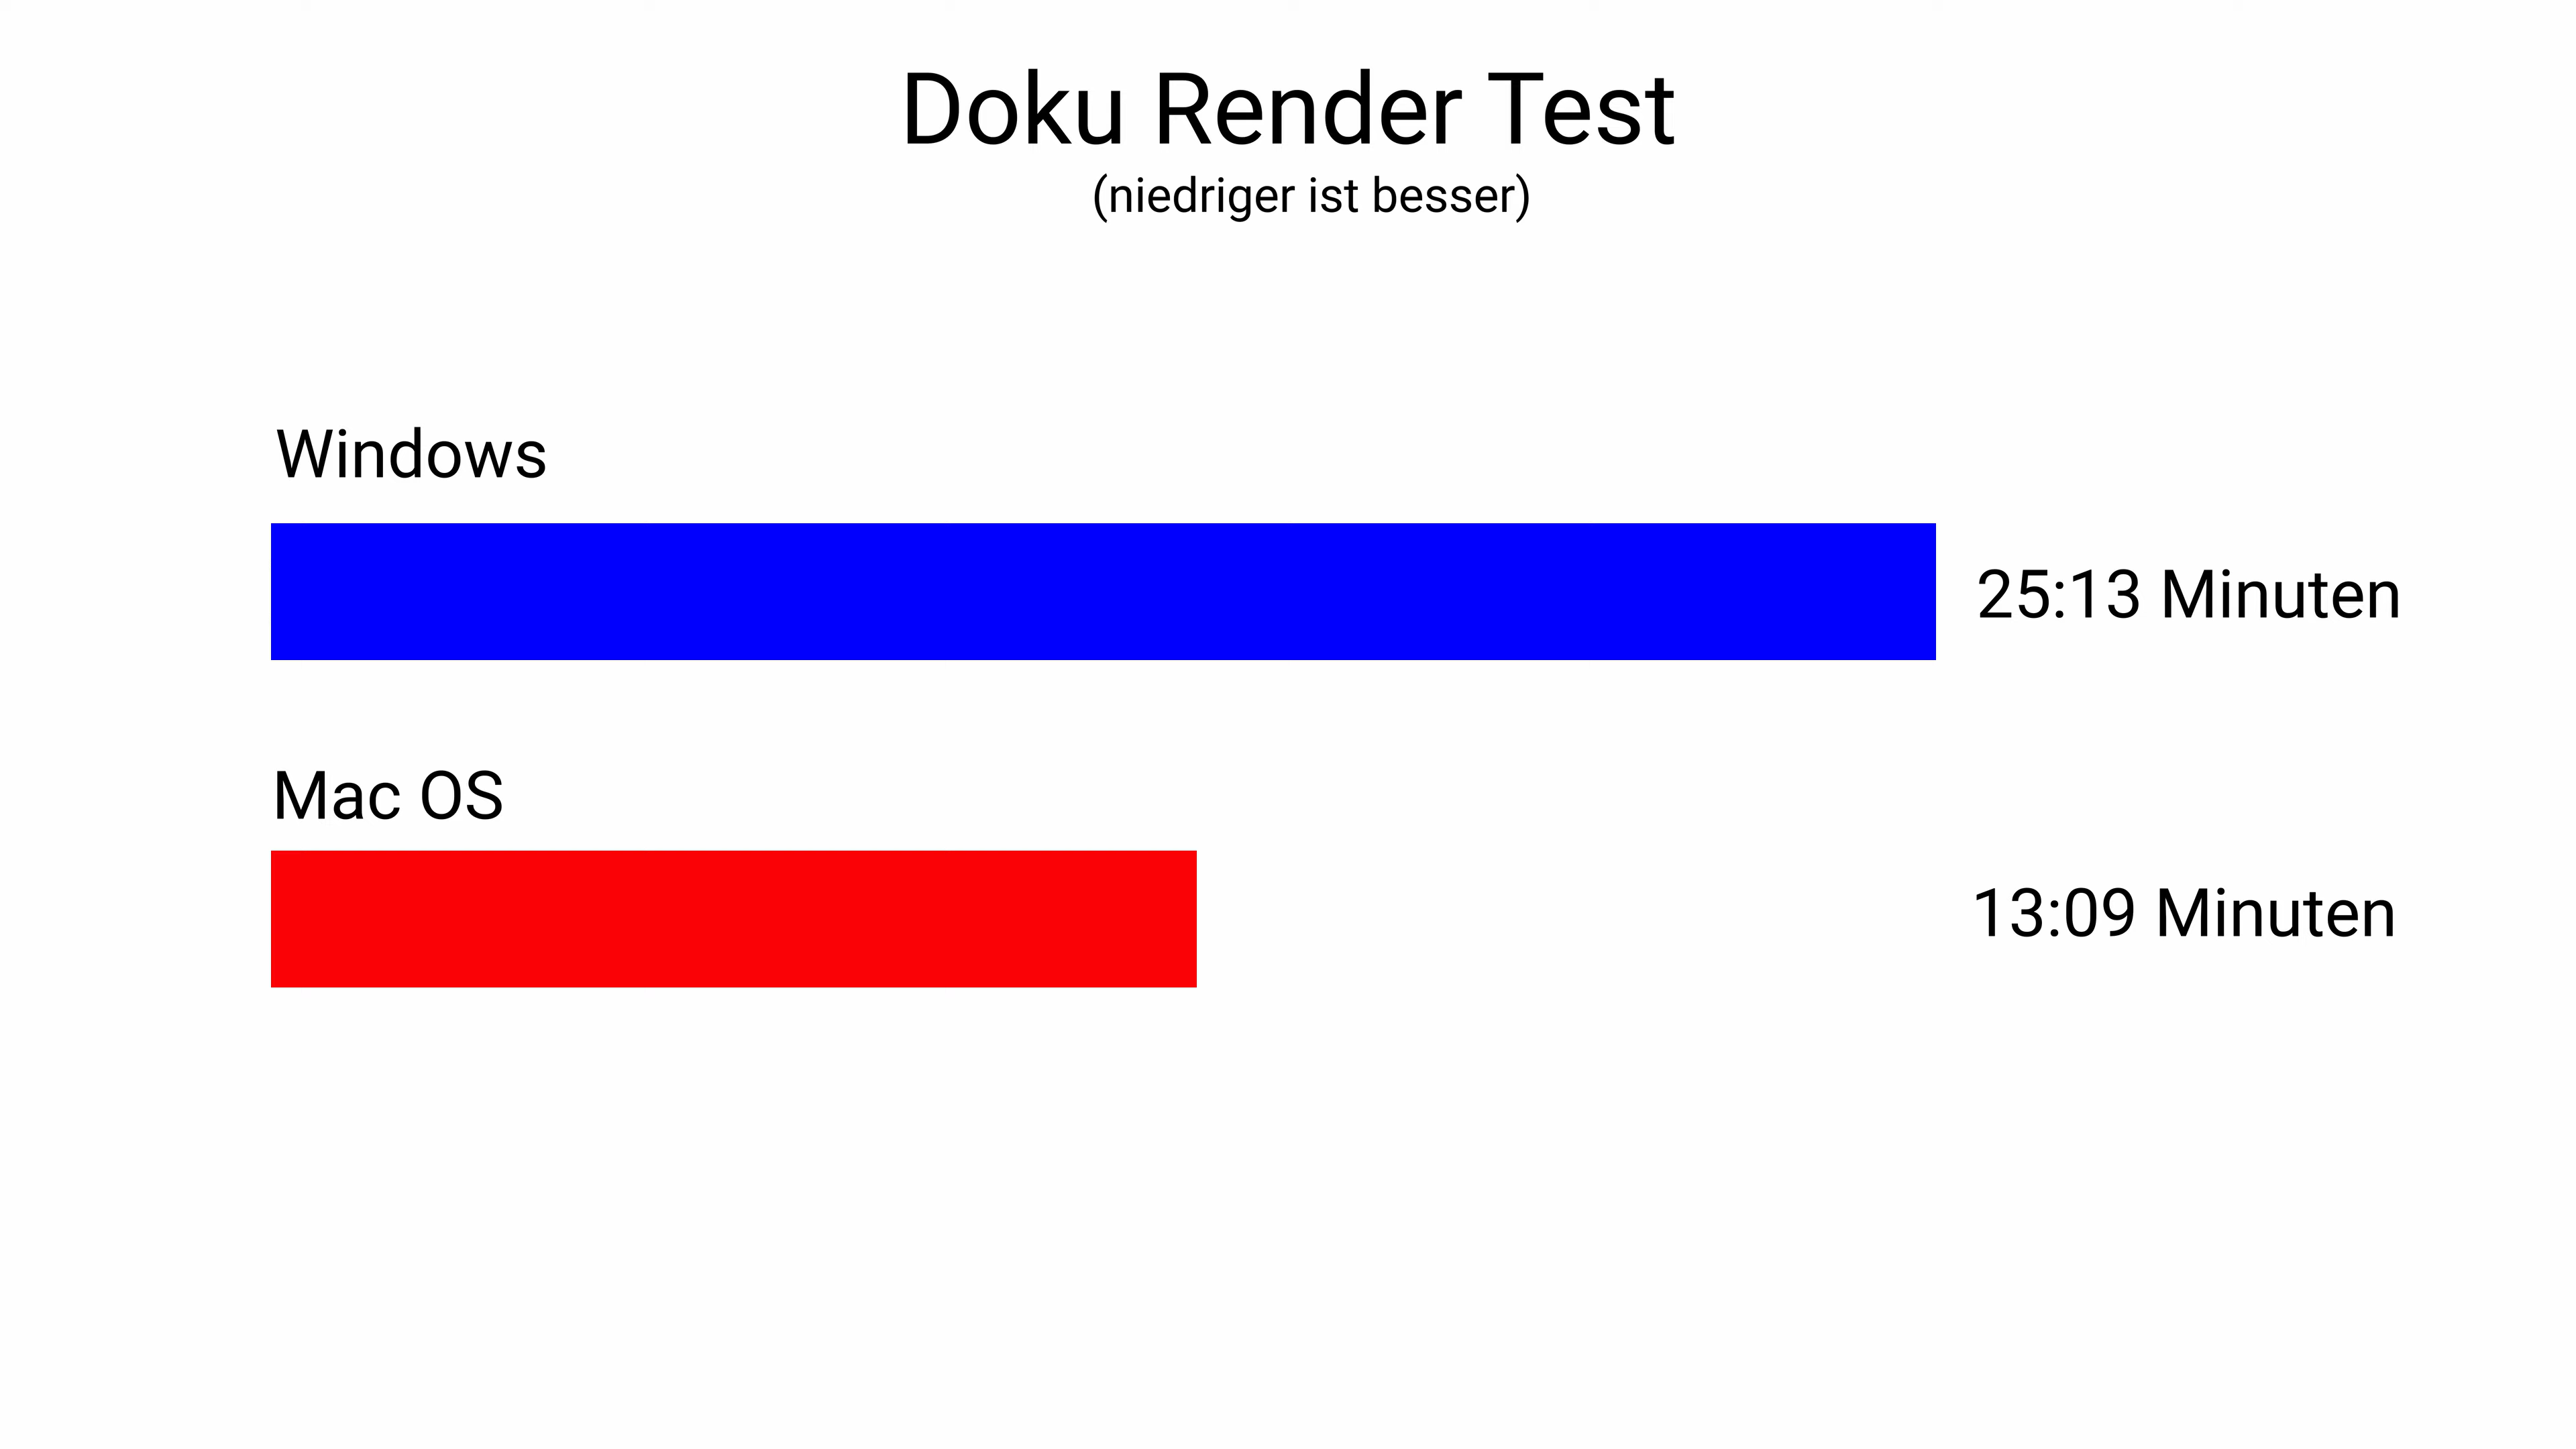 Doku Render Test
(niedriger ist besser)
Windows
25:13 Minuten
Mac OS
13:09 Minuten